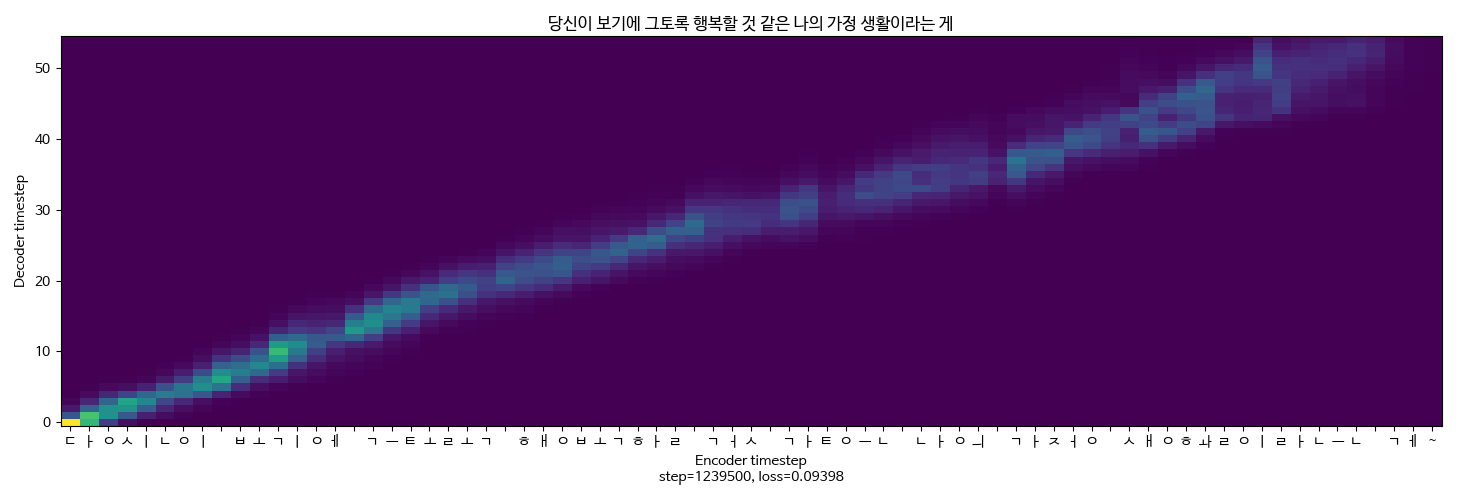 당신이 보기에 그토록 행복할 것 같은 나의 가정 생활이라는 게
50
40
30
20
10
0
Decoder timestep
ㄷ ㅏ ㅇ ㅅ ㅣ ㄴ ㅇ ㅣ ㅂ ㅗ ㄱ ㅣ ㅇ ㅔ ㄱ ㅡ ㅌ ㅗ ㄹ ㅗ ㄱ ㅎ ㅐ ㅇ ㅂ ㅗ ㄱ ㅎ ㅏ ㄹ ㄱ ㅓ ㅅ ㄱ ㅏ ㅌ ㅇ ㅡ ㄴ ㄴ ㅏ ㅇ ㅢ ㄱ ㅏ ㅈ ㅓ ㅇ ㅅ ㅐ ㅇ ㅎ ㅘ ㄹ ㅇ ㅣ ㄹ ㅏ ㄴ ㅡ ㄴ ㄱ ㅔ ~
Encoder timestep
step=1239500, loss=0.09398